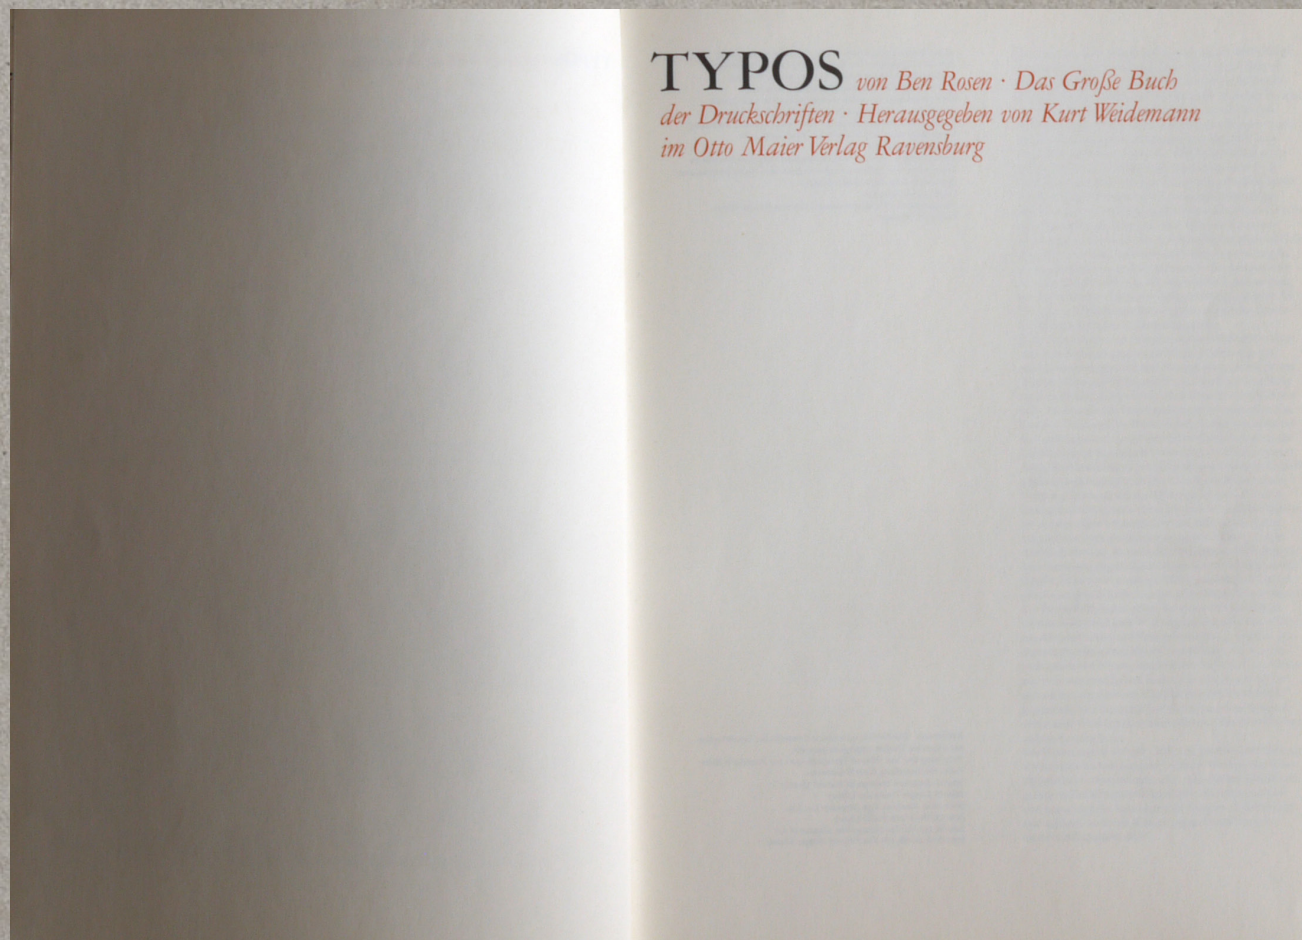 TYPOS von Ben Rosen · Das Große Buch
der Druckschriften · Herausgegeben von Kurt Weidemann
im Otto Maier Verlag Ravensburg